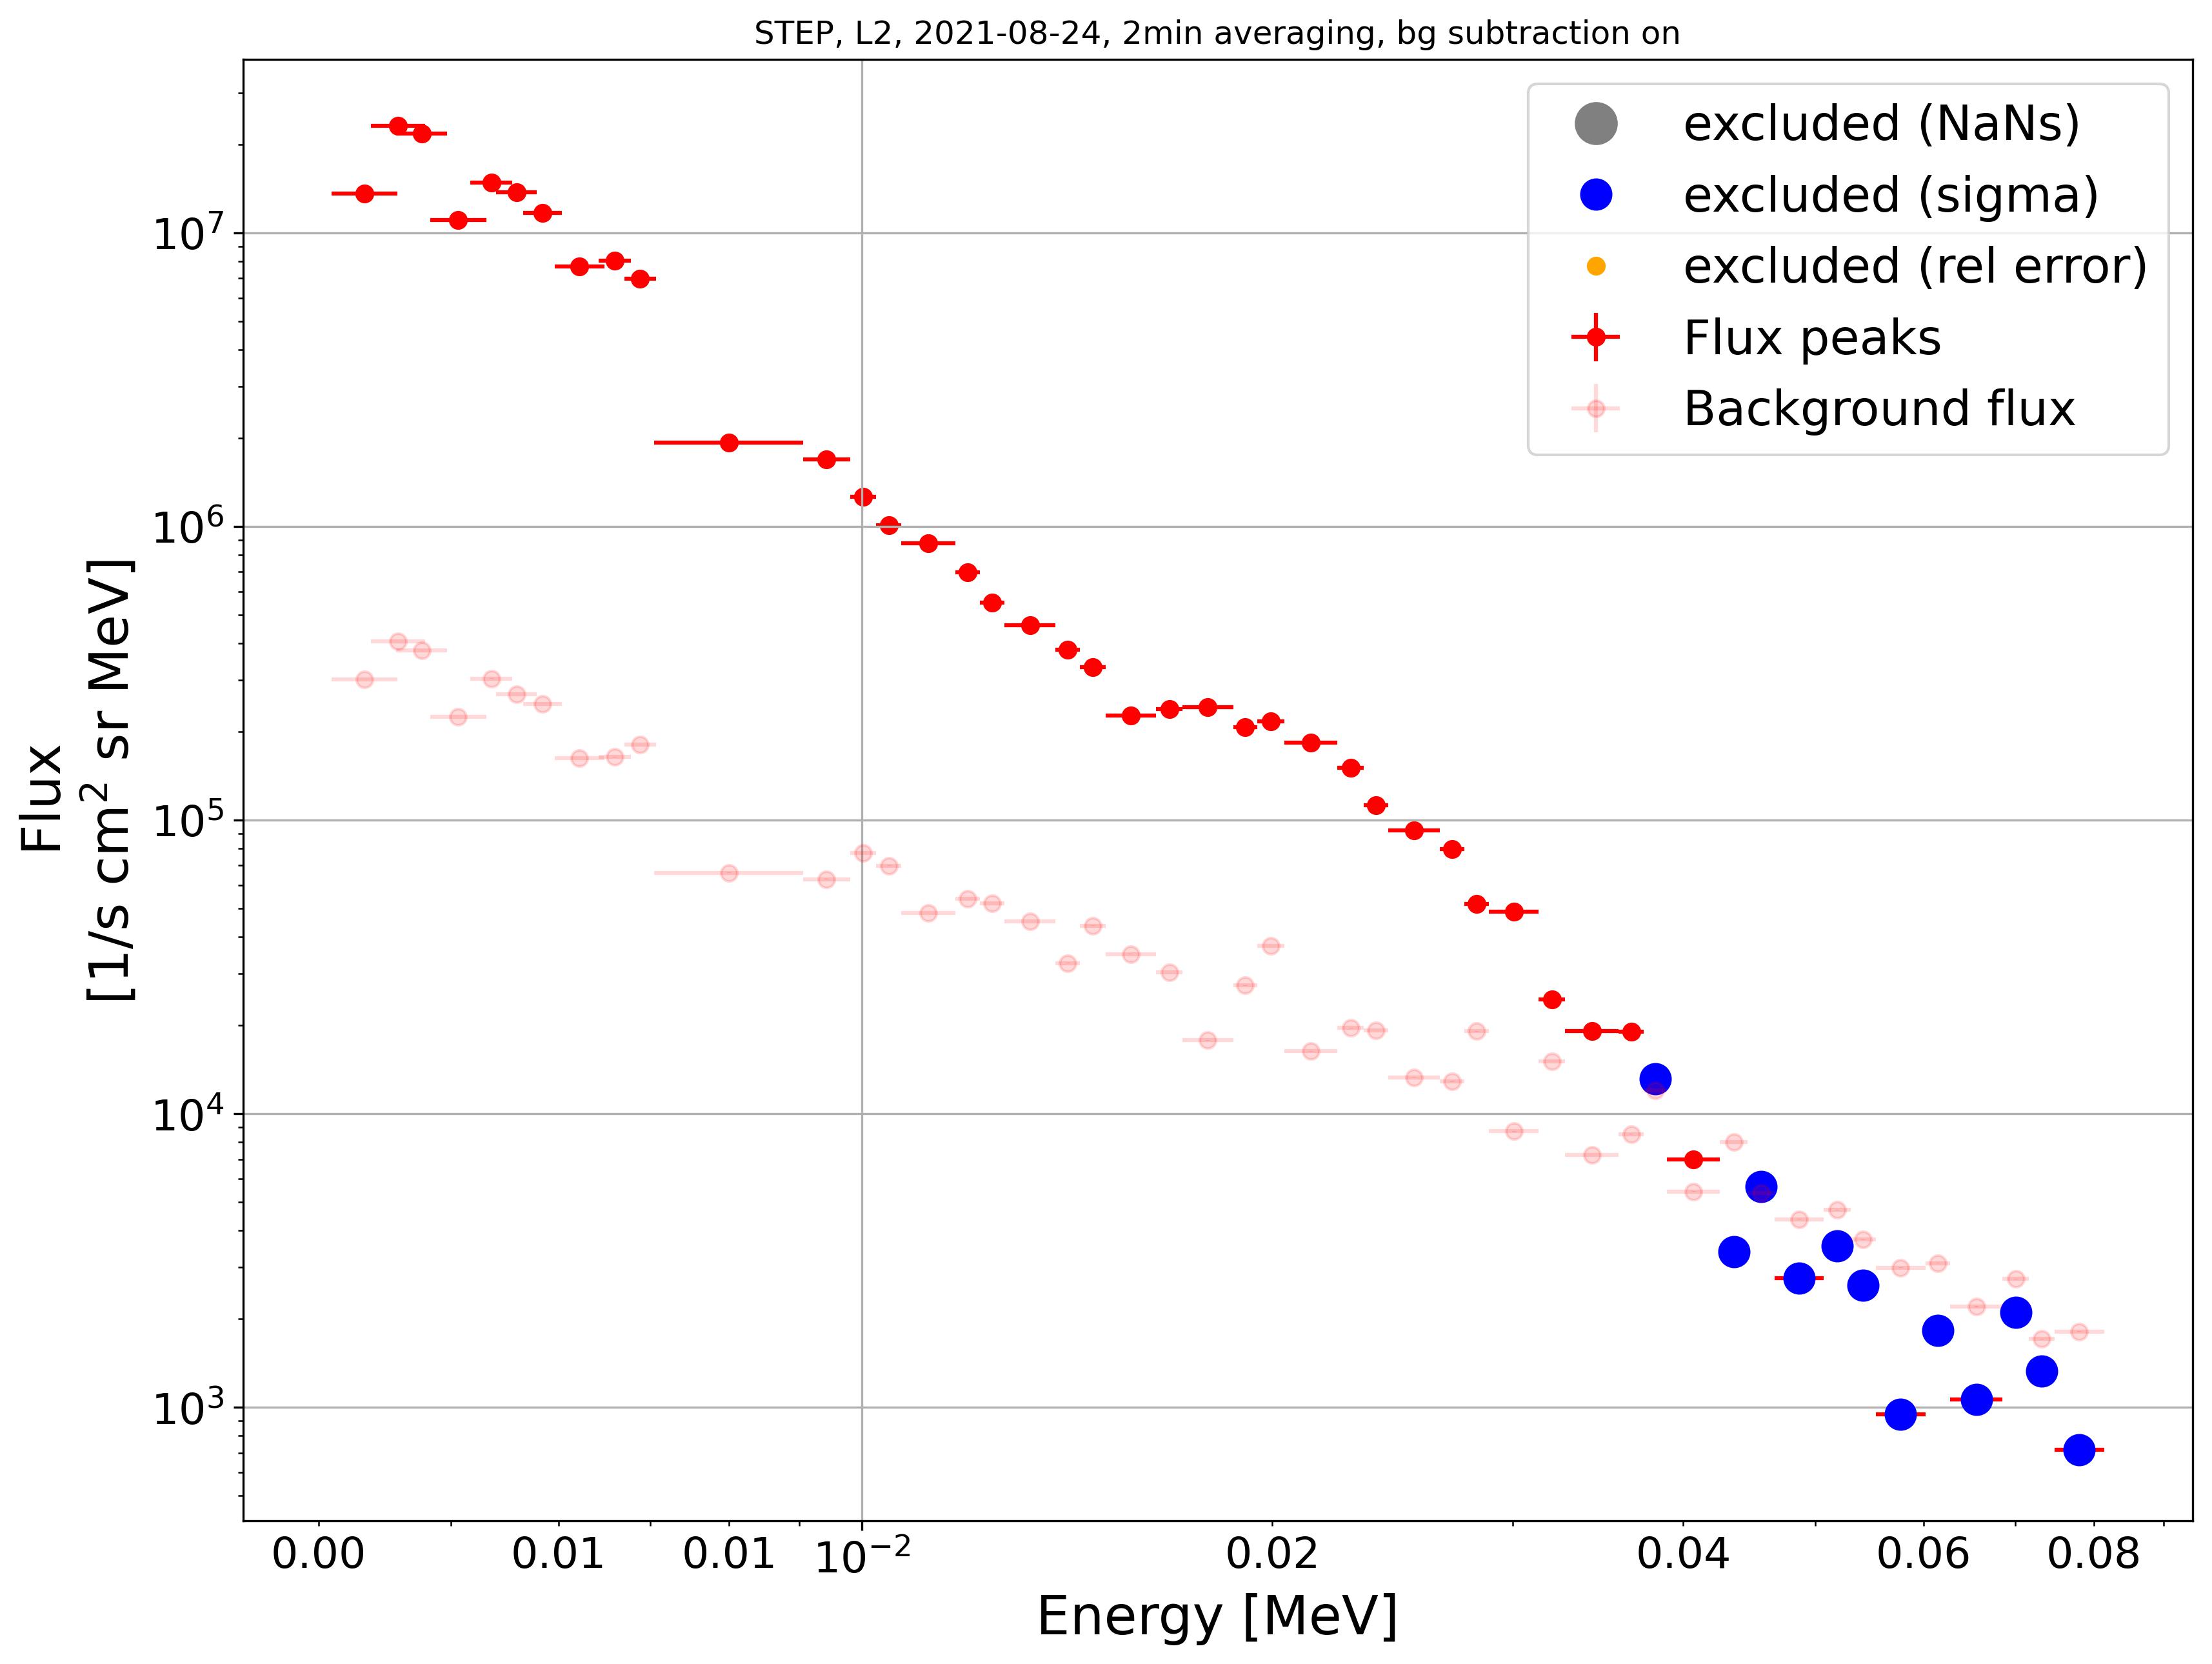 STEP, L2, 2021-08-24, 2min averaging, bg subtraction on
excluded (NaNs)
excluded (sigma)
excluded (rel error)
Flux peaks
Background flux
10⁷
10⁶
10⁵
10⁴
10³
Flux
[1/s cm² sr MeV]
0.00 0.01 0.01 10⁻² 0.02 0.04 0.06 0.08
Energy [MeV]